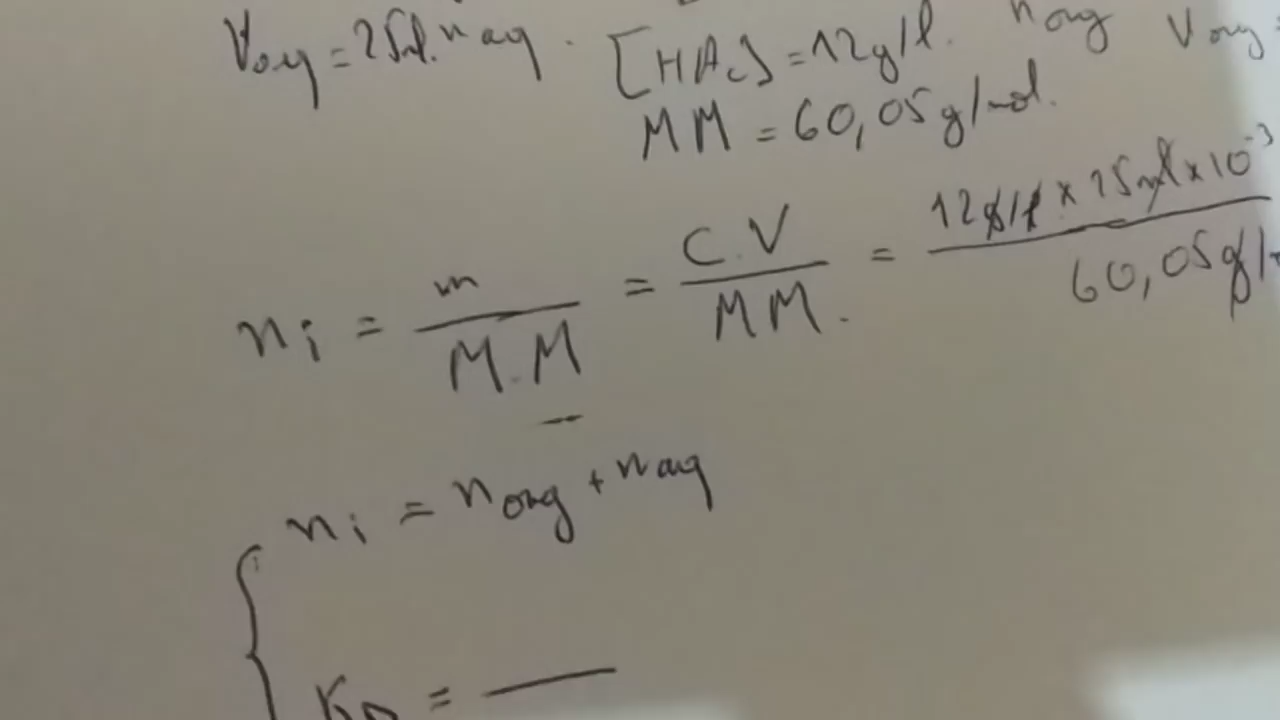 Vorg = 25ml. naq. [HAc] = 12g/l. norg Vorg =
MM = 60,05g/mol.
ni = m / M.M = C.V / MM. = 12g/l x 25ml x 10^-3 / 60,05g/
ni = norg + naq
KD =